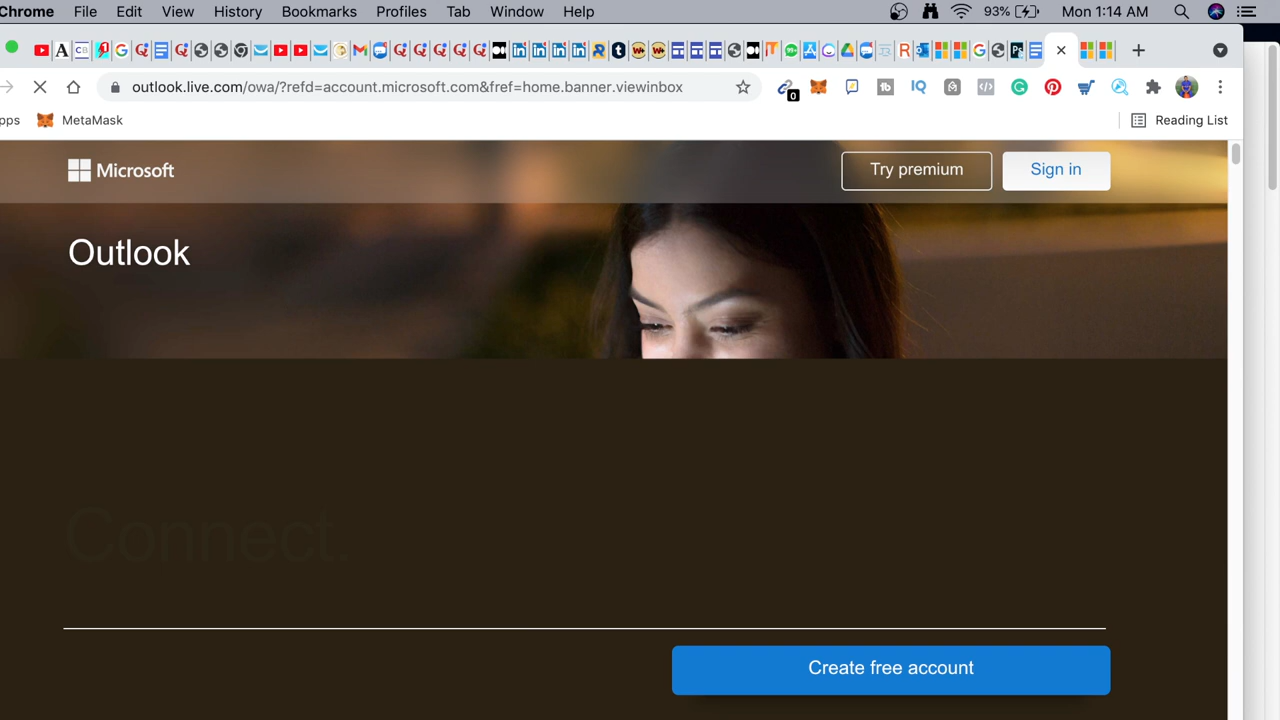 Chrome File Edit View History Bookmarks Profiles Tab Window Help 93% Mon 1:14 AM
outlook.live.com/owa/?refd=account.microsoft.com&fref=home.banner.viewinbox
0
pps MetaMask Reading List
Microsoft Try premium Sign in
Outlook
Connect.
Create free account